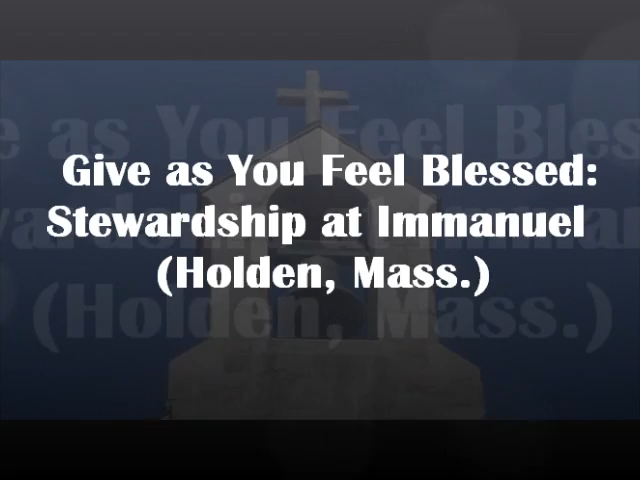 Give as You Feel Blessed:
Stewardship at Immanuel
(Holden, Mass.)